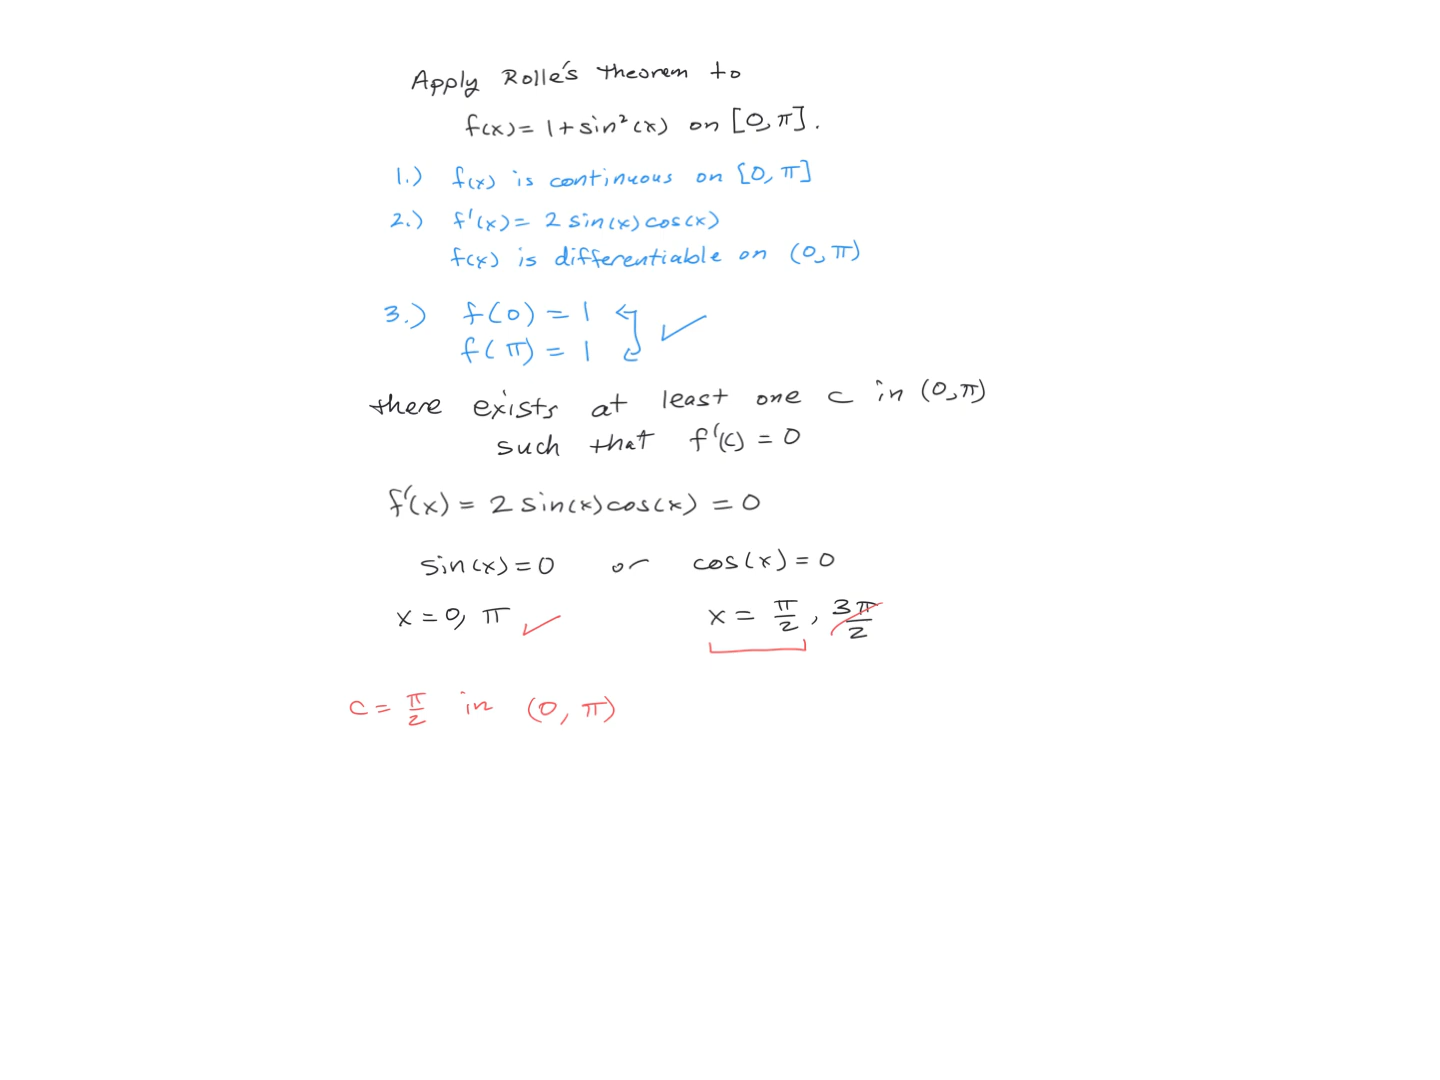 Apply Rolle's theorem to
f(x) = 1 + sin²(x) on [0, π].
1.) f(x) is continuous on [0, π]
2.) f'(x) = 2 sin(x) cos(x)
f(x) is differentiable on (0, π)
3.) f(0) = 1
f(π) = 1
there exists at least one c in (0, π)
such that f'(c) = 0
f'(x) = 2 sin(x) cos(x) = 0
sin(x) = 0 or cos(x) = 0
x = 0, π x = π/2, 3π/2
c = π/2 in (0, π)